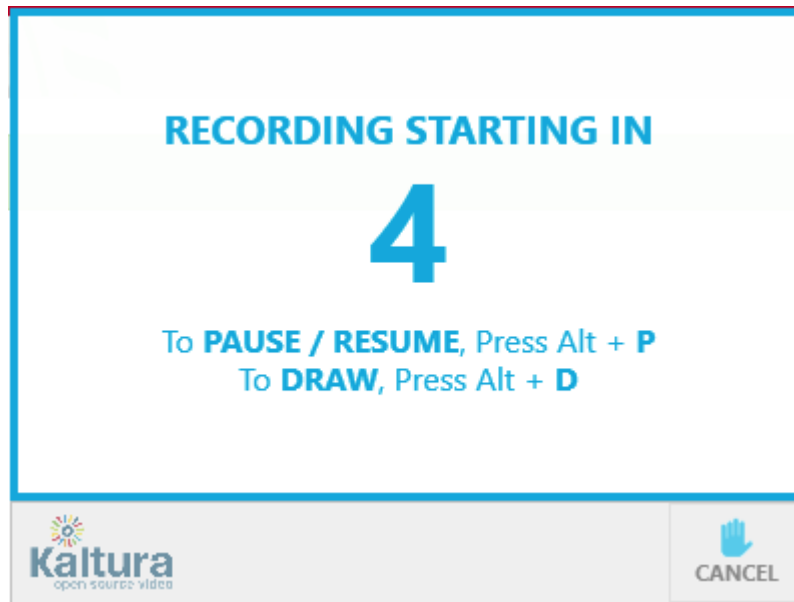 RECORDING STARTING IN
4
To PAUSE / RESUME, Press Alt + P
To DRAW, Press Alt + D
Kaltura
open source video
CANCEL